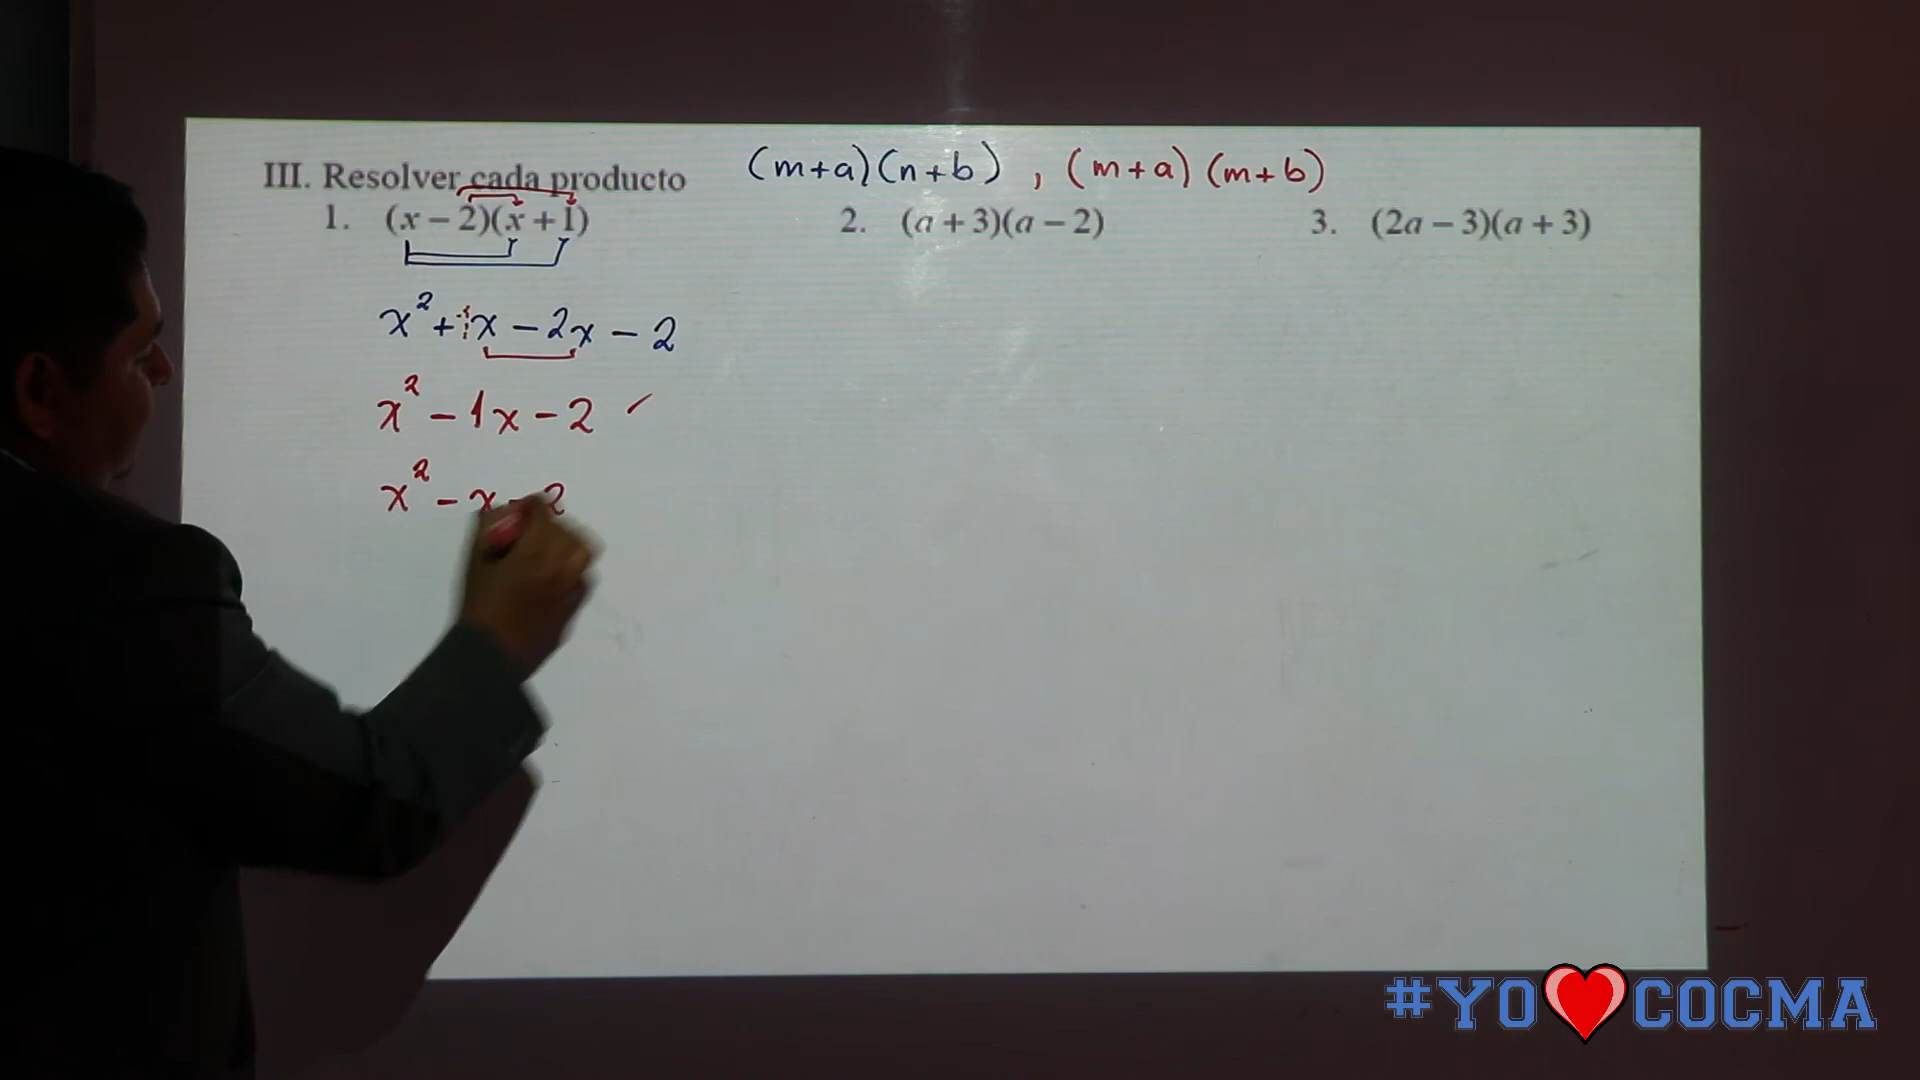 III. Resolver cada producto (m+a)(n+b) , (m+a)(m+b)
1. (x − 2)(x + 1) 2. (a + 3)(a − 2) 3. (2a − 3)(a + 3)
x² + 1x − 2x − 2
x² − 1x − 2 ✓
x² − x − 2
#YO❤COCMA